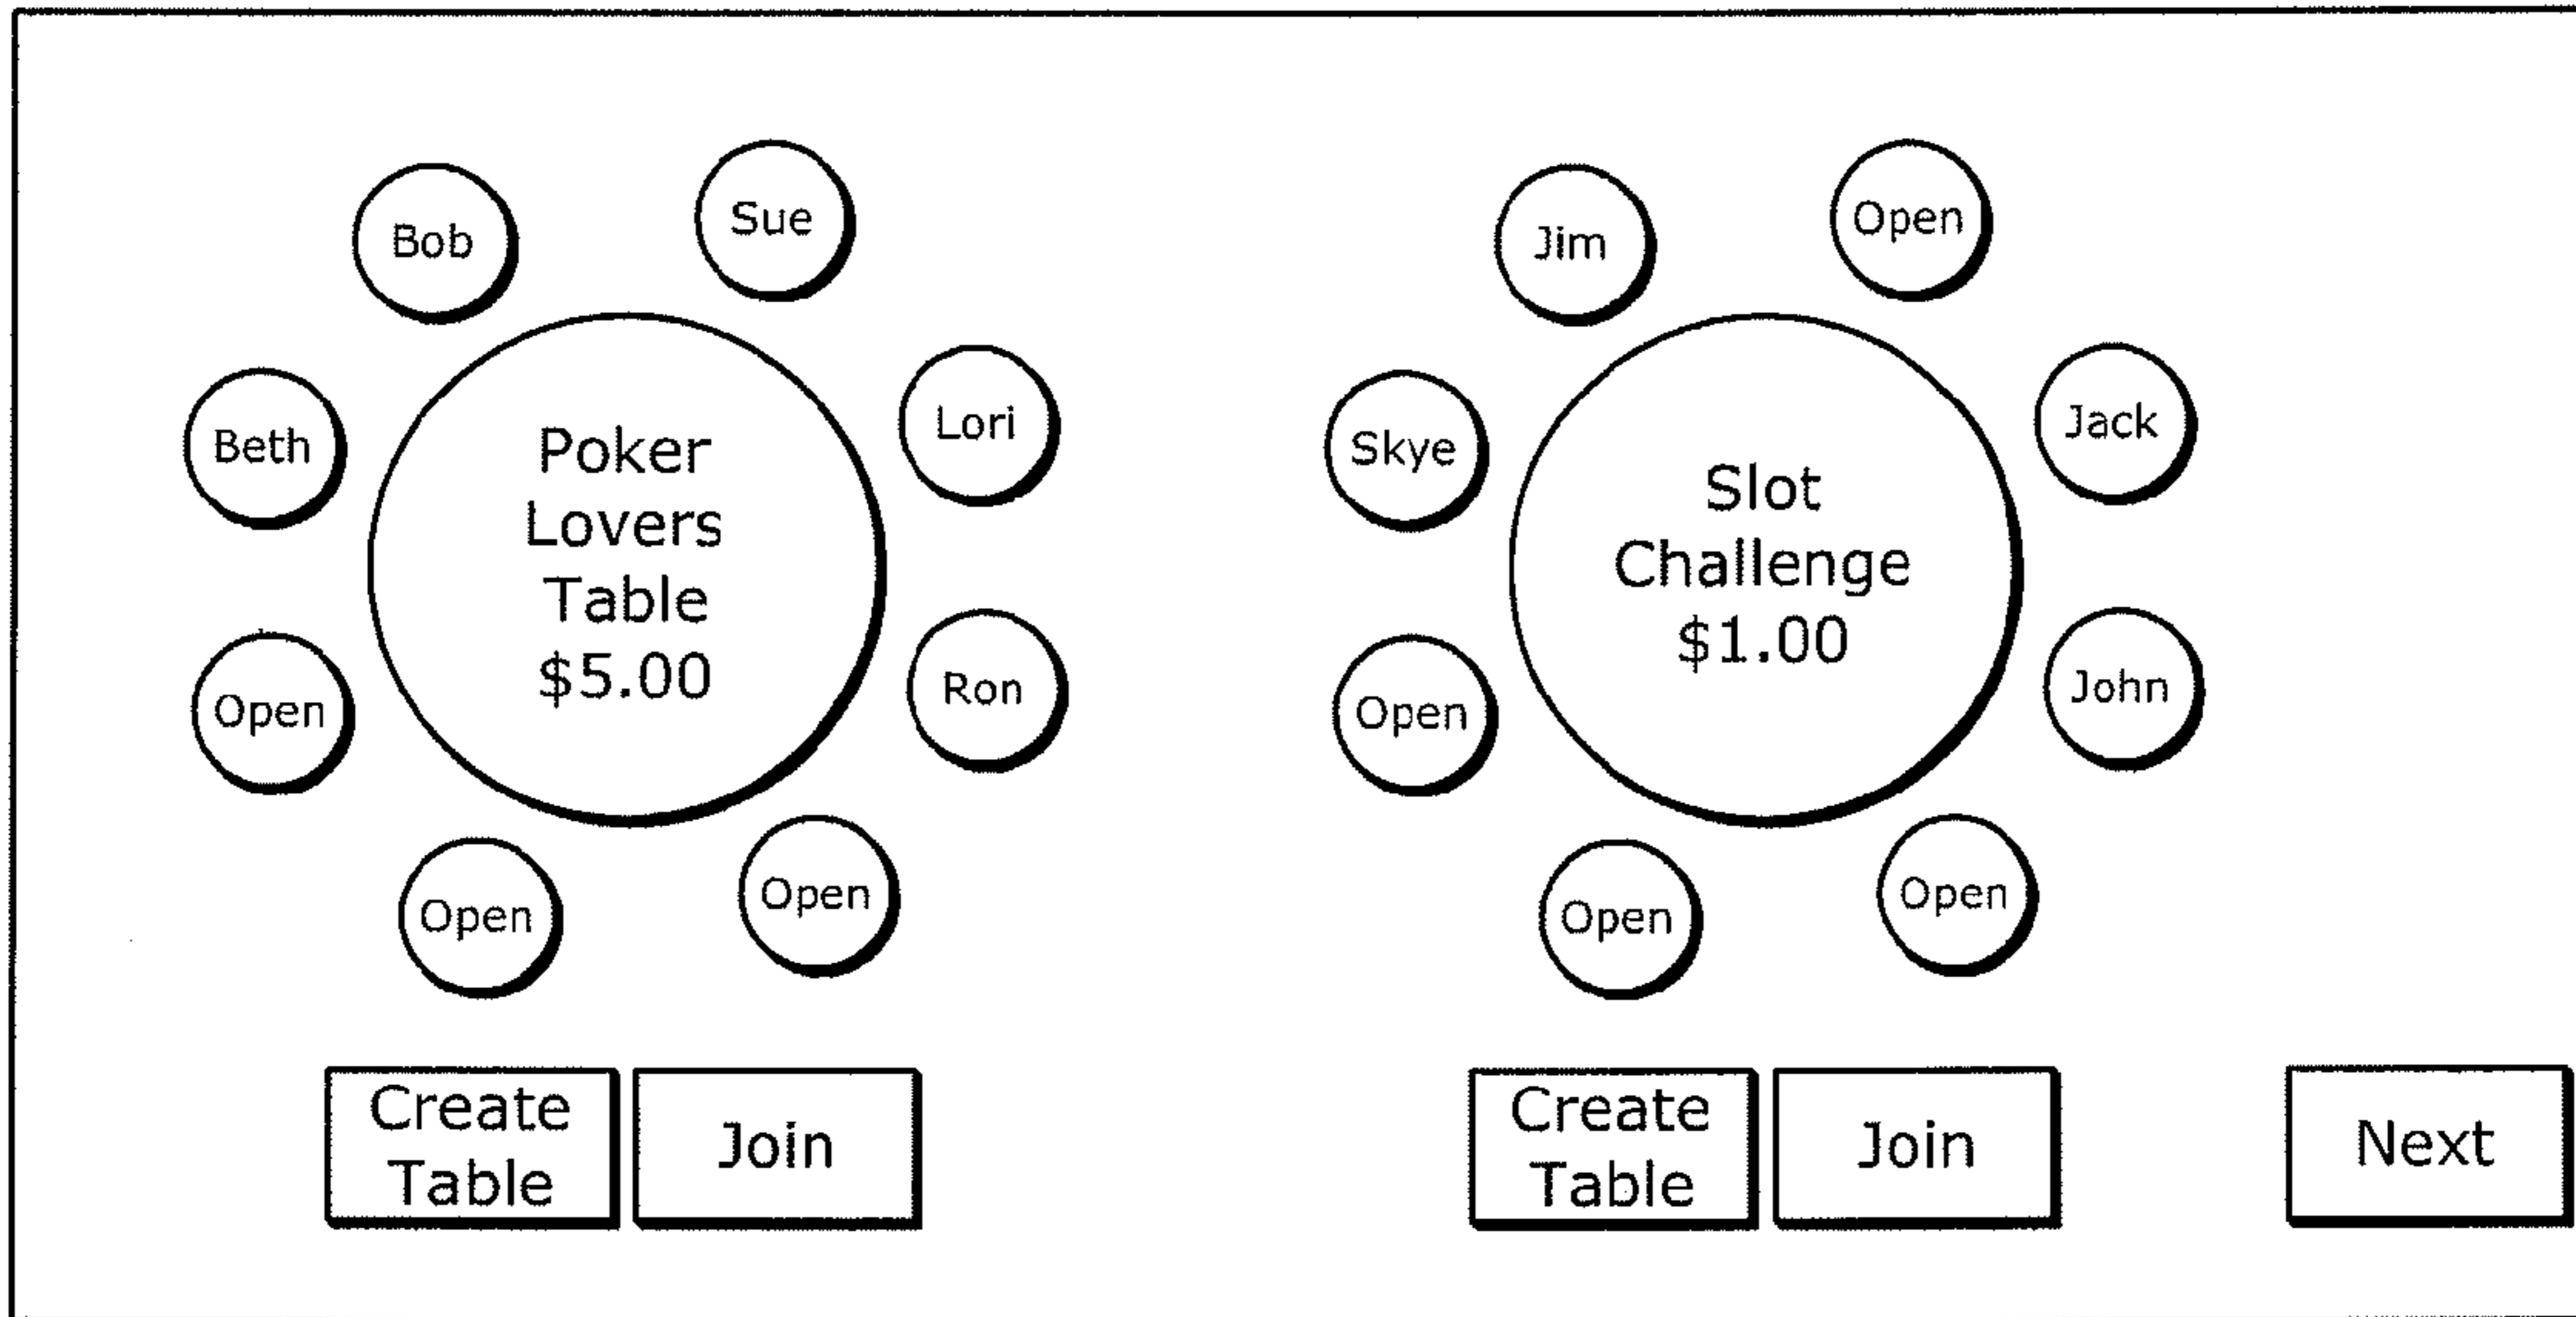 Bob
Sue
Beth
Lori
Poker
Lovers
Table
$5.00
Open
Ron
Open
Open
Create
Table
Join
Jim
Open
Skye
Jack
Slot
Challenge
$1.00
Open
John
Open
Open
Create
Table
Join
Next